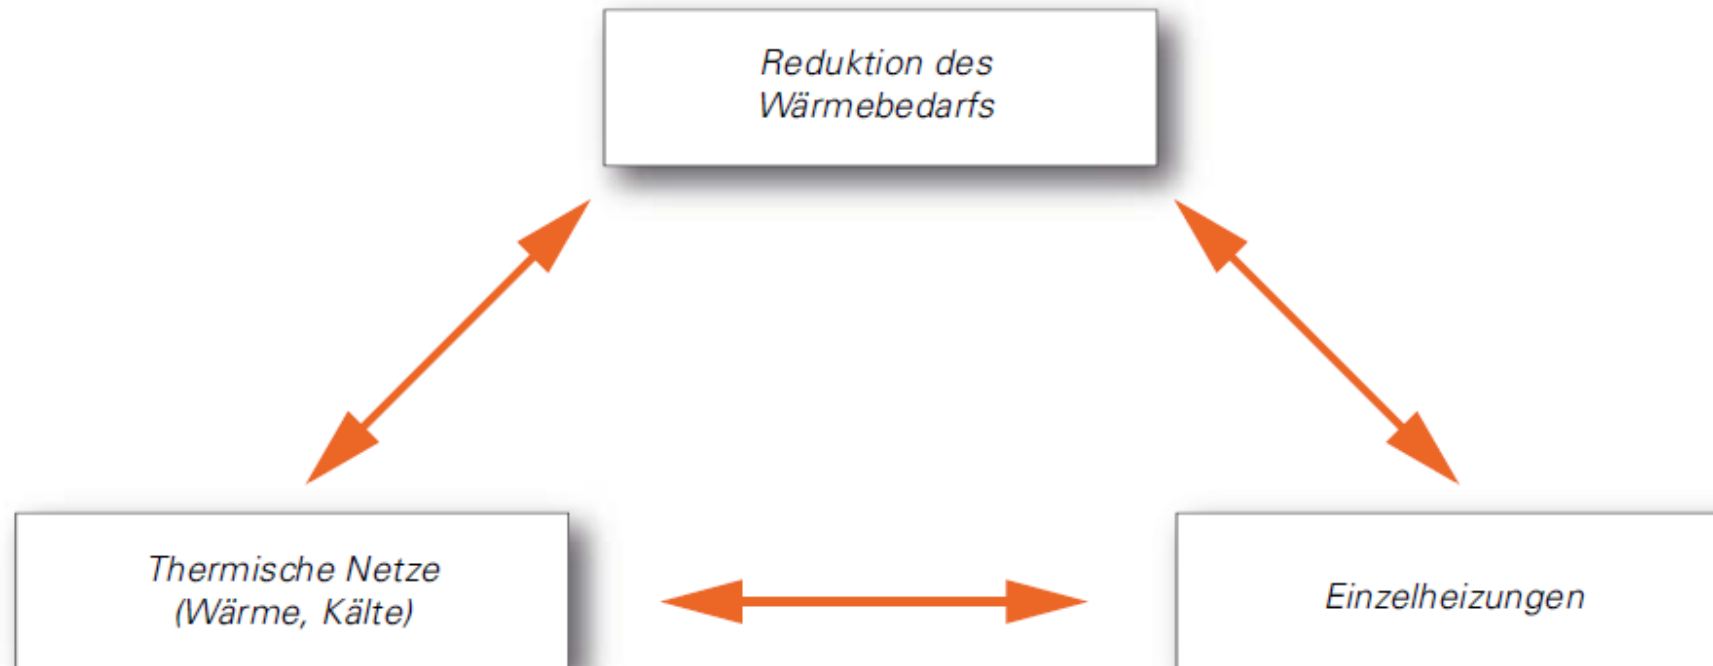 Reduktion des
Wärmebedarfs
Thermische Netze
(Wärme, Kälte)
Einzelheizungen